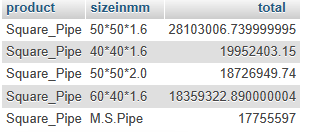 product sizeinmm total
Square_Pipe 50*50*1.6 28103006.739999995
Square_Pipe 40*40*1.6 19952403.15
Square_Pipe 50*50*2.0 18726949.74
Square_Pipe 60*40*1.6 18359322.890000004
Square_Pipe M.S.Pipe 17755597